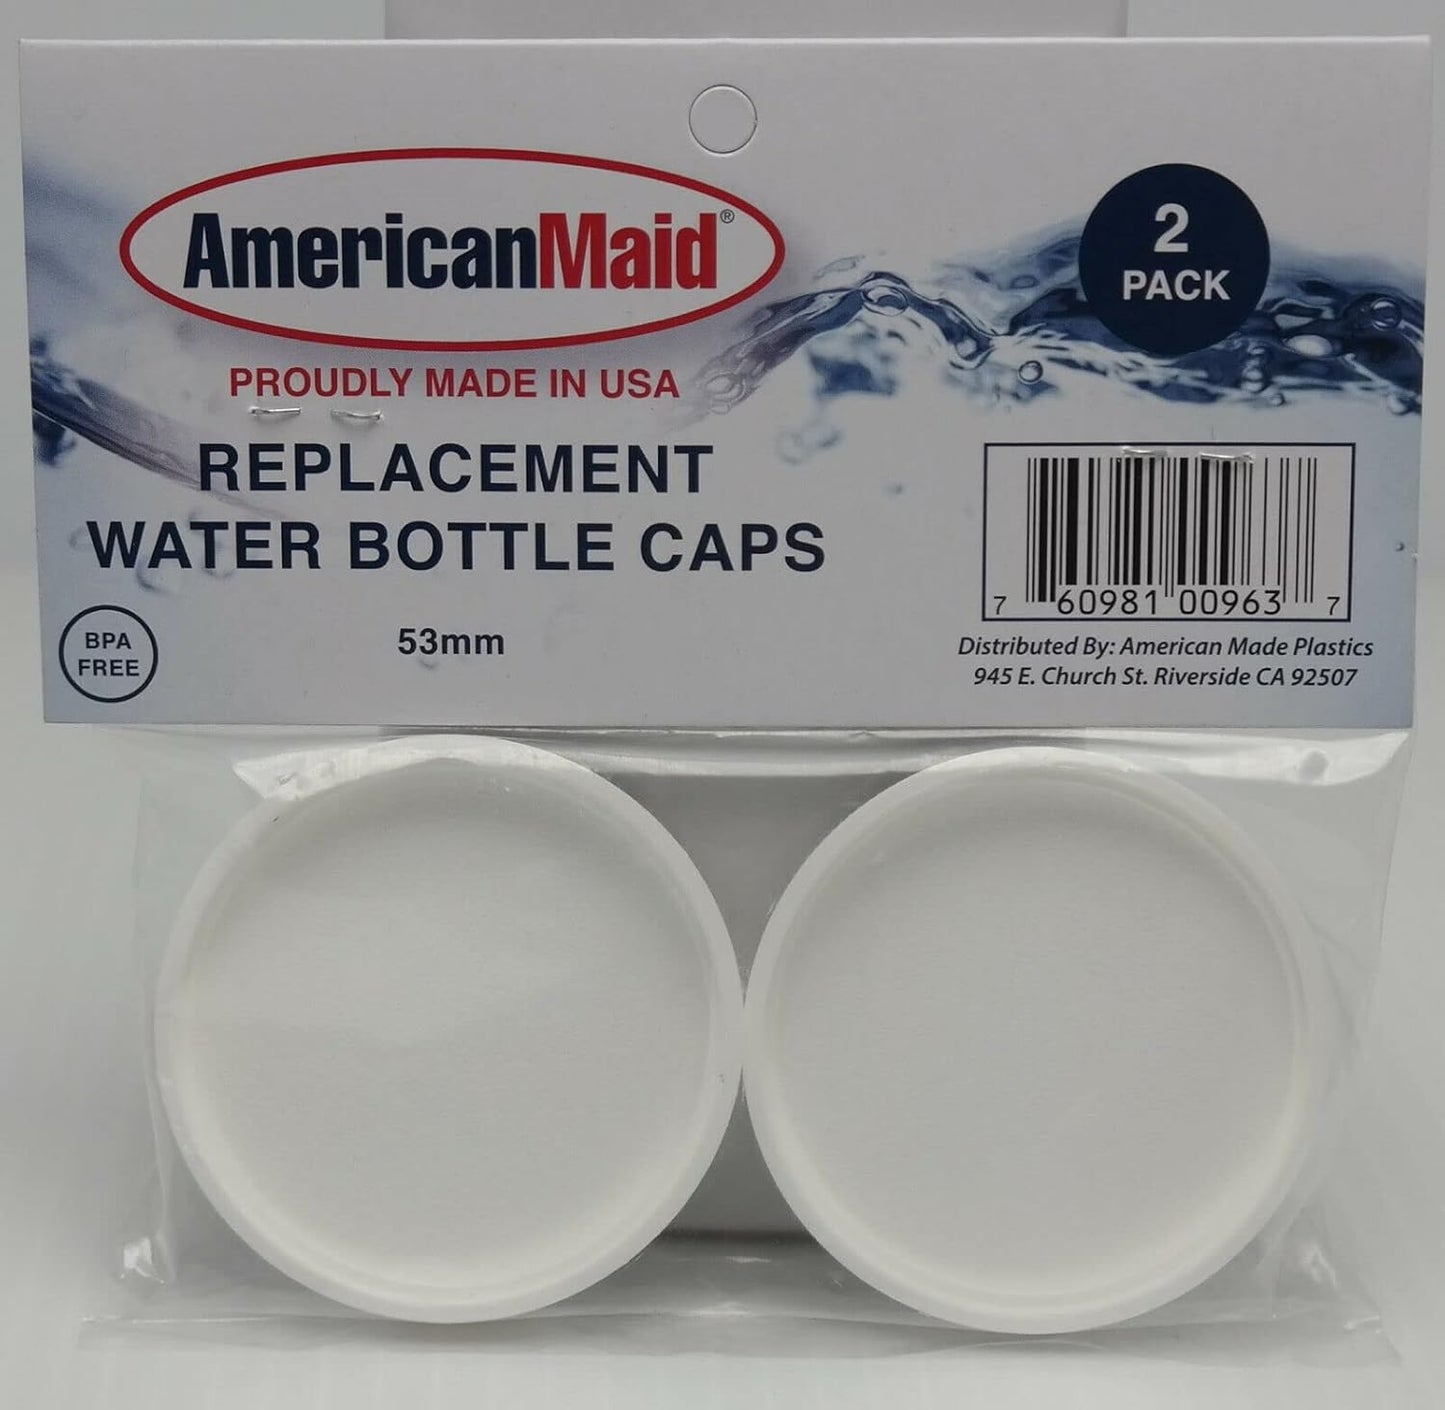 AmericanMaid®
PROUDLY MADE IN USA
REPLACEMENT
WATER BOTTLE CAPS
53mm
BPA
FREE
2
PACK
7 60981 00963 7
Distributed By: American Made Plastics
945 E. Church St. Riverside CA 92507